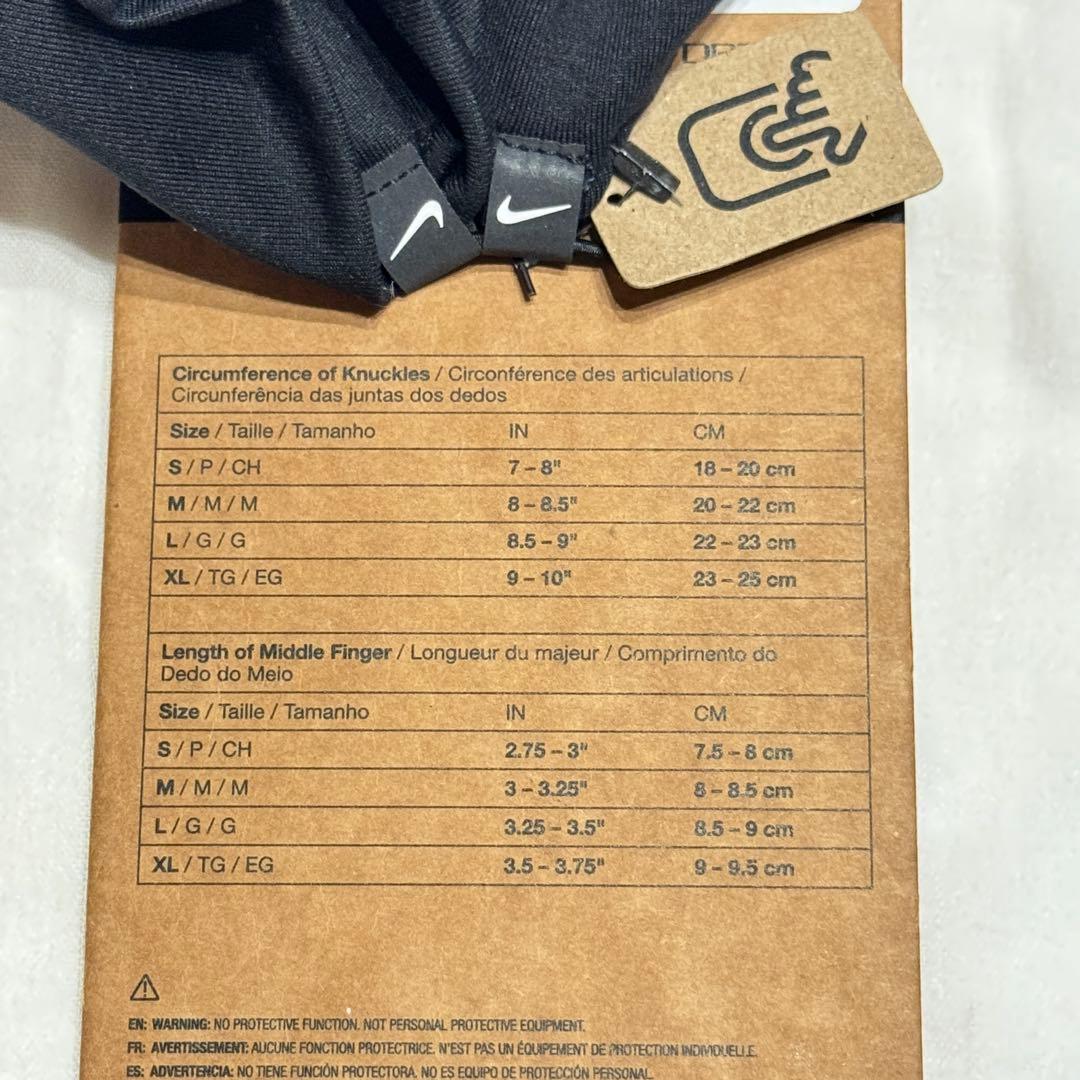 Circumference of Knuckles / Circonférence des articulations /
Circunferência das juntas dos dedos
Size / Taille / Tamanho IN CM
S / P / CH 7 – 8" 18 – 20 cm
M / M / M 8 – 8.5" 20 – 22 cm
L / G / G 8.5 – 9" 22 – 23 cm
XL / TG / EG 9 – 10" 23 – 25 cm
Length of Middle Finger / Longueur du majeur / Comprimento do
Dedo do Meio
Size / Taille / Tamanho IN CM
S / P / CH 2.75 – 3" 7.5 – 8 cm
M / M / M 3 – 3.25" 8 – 8.5 cm
L / G / G 3.25 – 3.5" 8.5 – 9 cm
XL / TG / EG 3.5 – 3.75" 9 – 9.5 cm
EN: WARNING: NO PROTECTIVE FUNCTION. NOT PERSONAL PROTECTIVE EQUIPMENT.
FR: AVERTISSEMENT: AUCUNE FONCTION PROTECTRICE. N'EST PAS UN ÉQUIPEMENT DE PROTECTION INDIVIDUELLE.
ES: ADVERTENCIA: NO TIENE FUNCIÓN PROTECTORA. NO ES EQUIPO DE PROTECCIÓN PERSONAL.